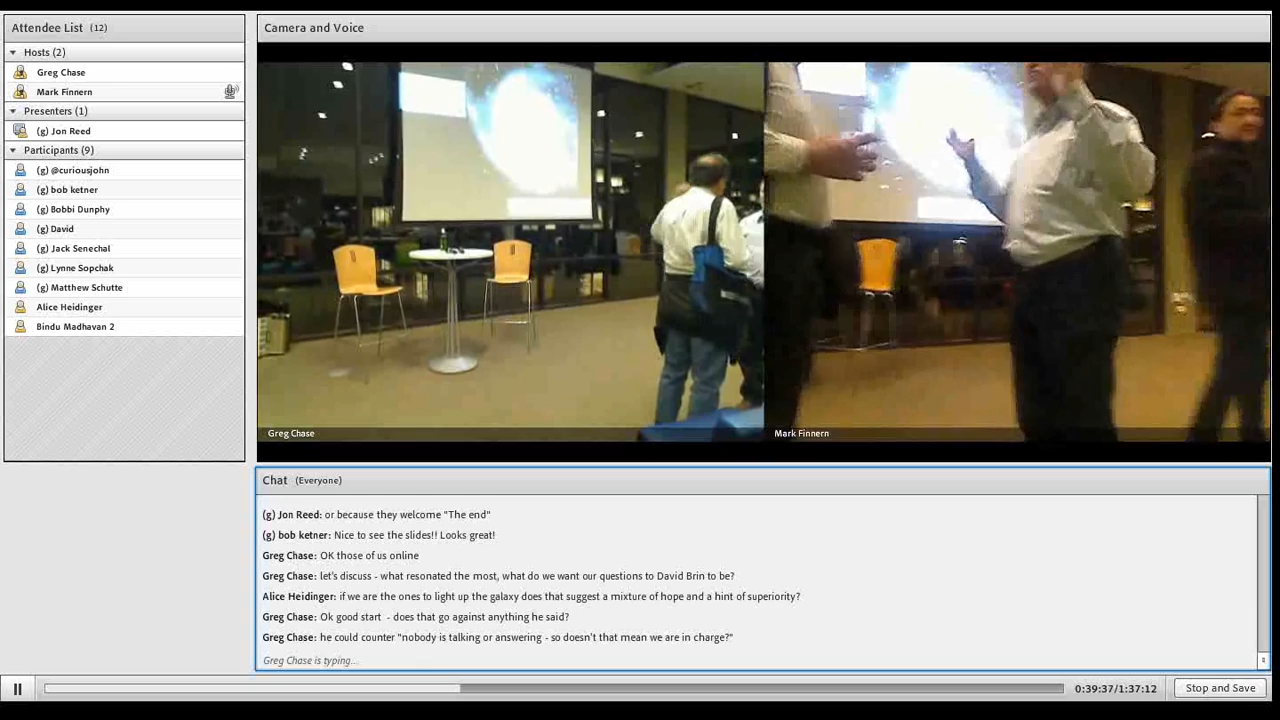 Attendee List (12)
Hosts (2)
Greg Chase
Mark Finnern
Presenters (1)
(g) Jon Reed
Participants (9)
(g) @curiousjohn
(g) bob ketner
(g) Bobbi Dunphy
(g) David
(g) Jack Senechal
(g) Lynne Sopchak
(g) Matthew Schutte
Alice Heidinger
Bindu Madhavan 2
Camera and Voice
Greg Chase
Mark Finnern
Chat (Everyone)
(g) Jon Reed: or because they welcome "The end"
(g) bob ketner: Nice to see the slides!! Looks great!
Greg Chase: OK those of us online
Greg Chase: let's discuss - what resonated the most, what do we want our questions to David Brin to be?
Alice Heidinger: if we are the ones to light up the galaxy does that suggest a mixture of hope and a hint of superiority?
Greg Chase: Ok good start - does that go against anything he said?
Greg Chase: he could counter "nobody is talking or answering - so doesn't that mean we are in charge?"
Greg Chase is typing...
0:39:37/1:37:12
Stop and Save